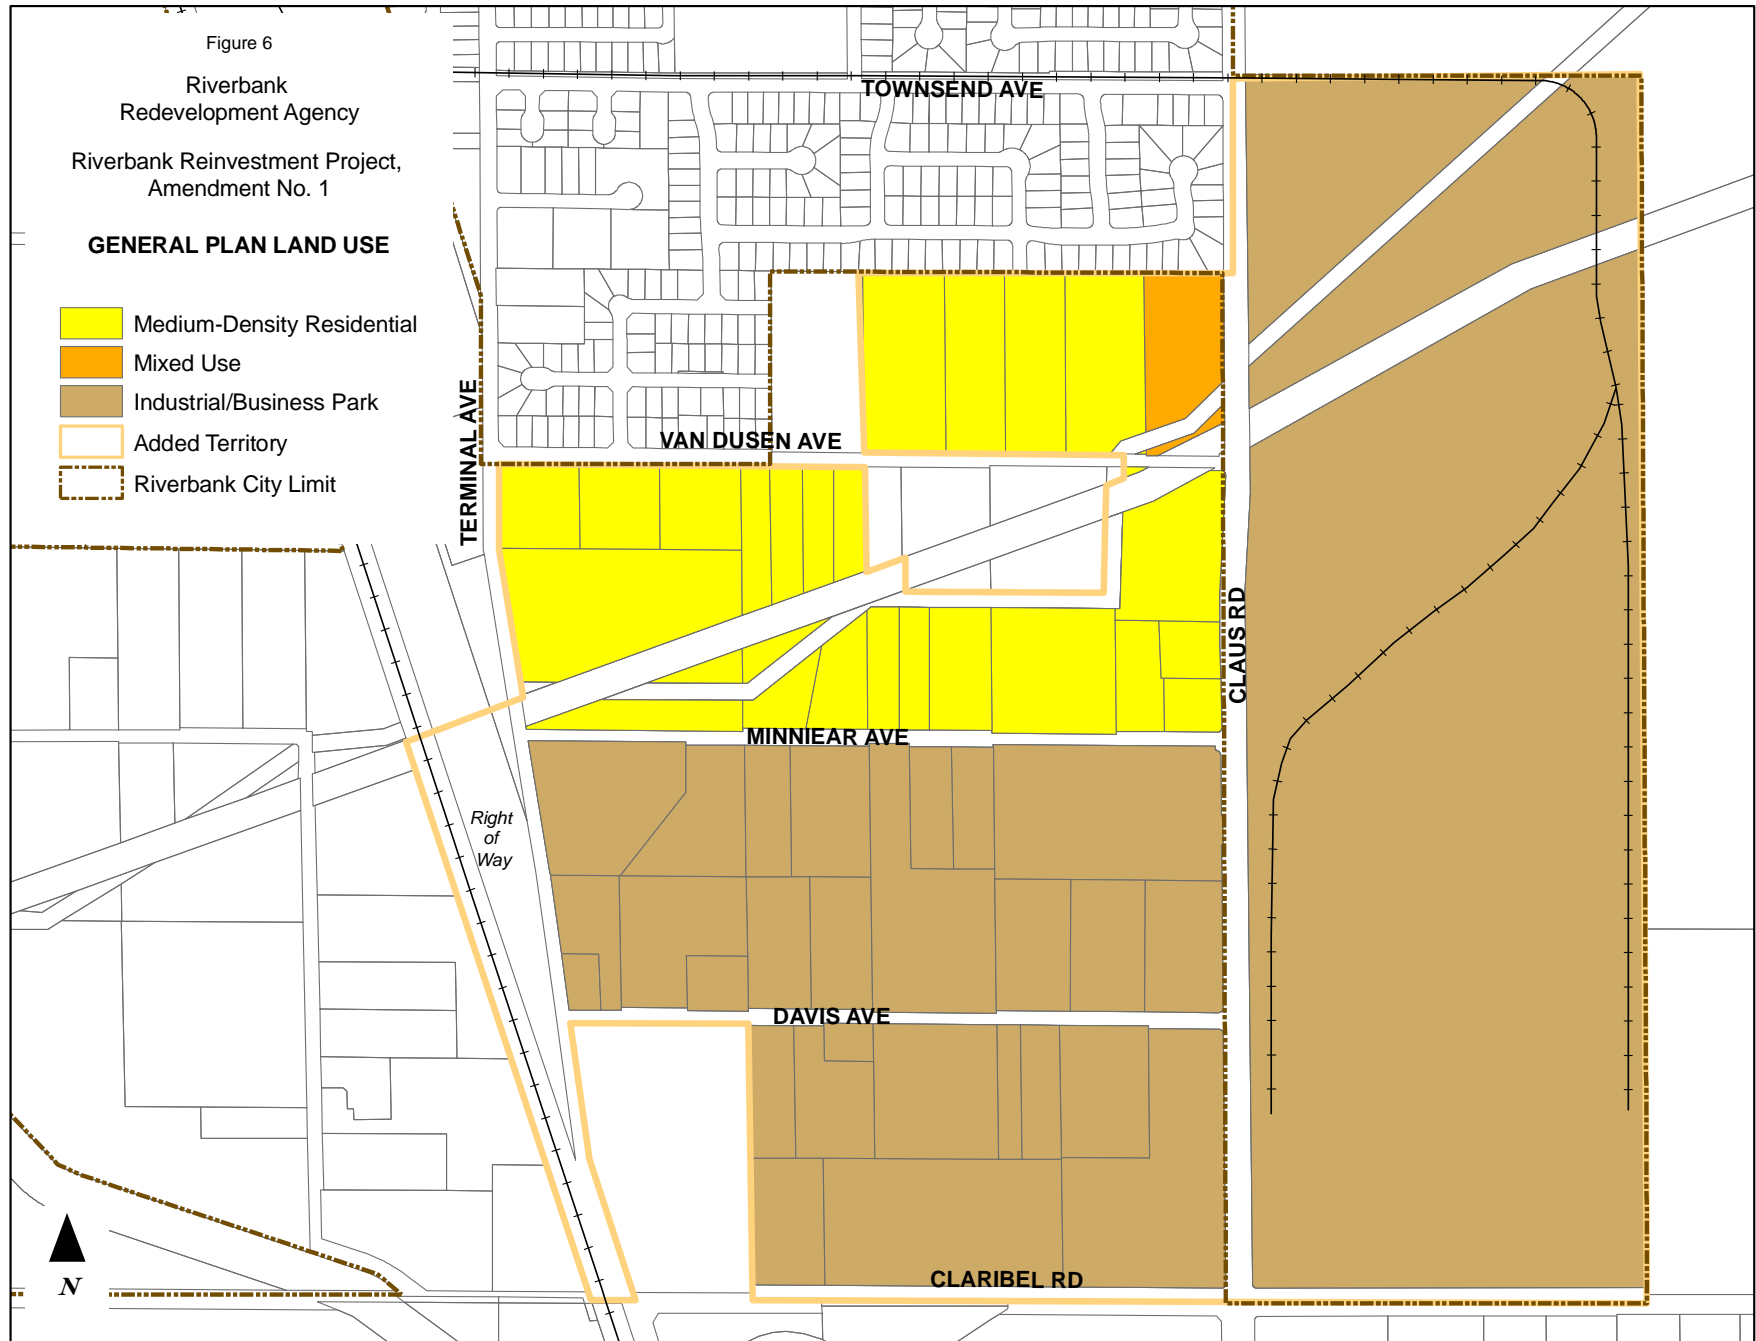 Figure 6
Riverbank
Redevelopment Agency
Riverbank Reinvestment Project,
Amendment No. 1
GENERAL PLAN LAND USE
Medium-Density Residential
Mixed Use
Industrial/Business Park
Added Territory
Riverbank City Limit
TOWNSEND AVE
TERMINAL AVE
VAN DUSEN AVE
CLAUS RD
MINNIEAR AVE
Right
of
Way
DAVIS AVE
CLARIBEL RD
N